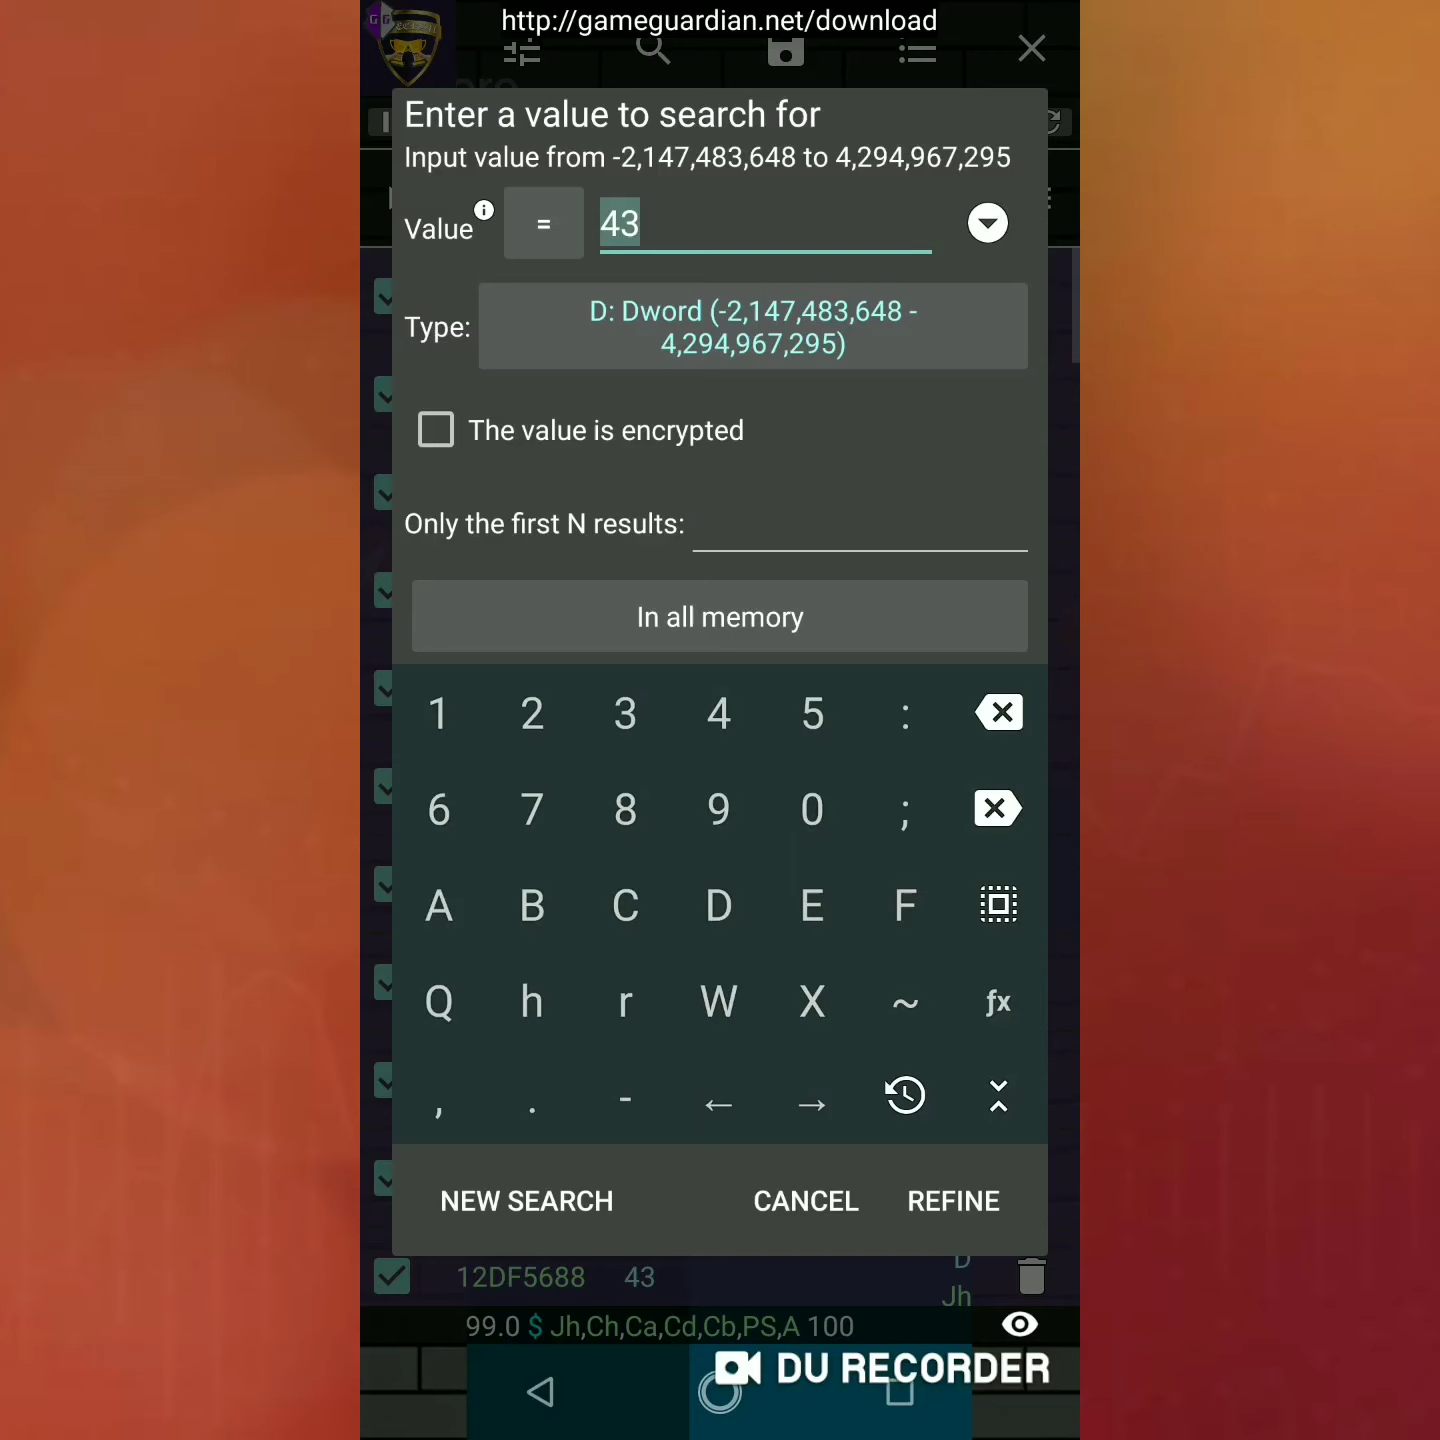 http://gameguardian.net/download
Enter a value to search for
Input value from -2,147,483,648 to 4,294,967,295
Value = 43
Type: D: Dword (-2,147,483,648 -
4,294,967,295)
The value is encrypted
Only the first N results:
In all memory
1 2 3 4 5 :
6 7 8 9 0 ;
A B C D E F
Q h r W X ~ ƒx
, . - ← →
NEW SEARCH CANCEL REFINE
12DF5688 43 D
Jh
99.0 $ Jh,Ch,Ca,Cd,Cb,PS,A 100
DU RECORDER